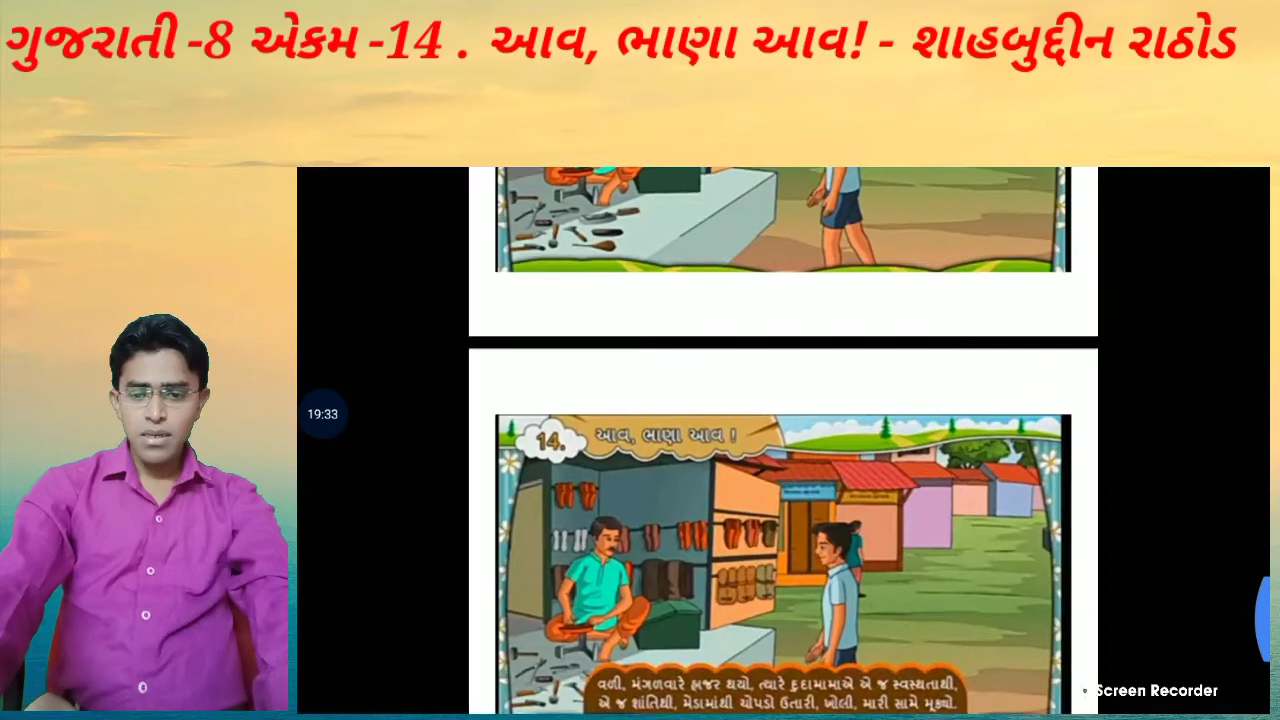 ગુજરાતી -8 એકમ -14 . આવ, ભાણા આવ! - શાહબુદ્દીન રાઠોડ
19:33
14. આવ, ભાણા આવ !
વળી, મંગળવારે હાજર થયો, ત્યારે દુદામામાએ એ જ સ્વસ્થતાથી,
એ જ શાંતિથી, મેડામાંથી ચોપડો ઉતારી, ખોલી, મારી સામે મૂક્યો.
Screen Recorder